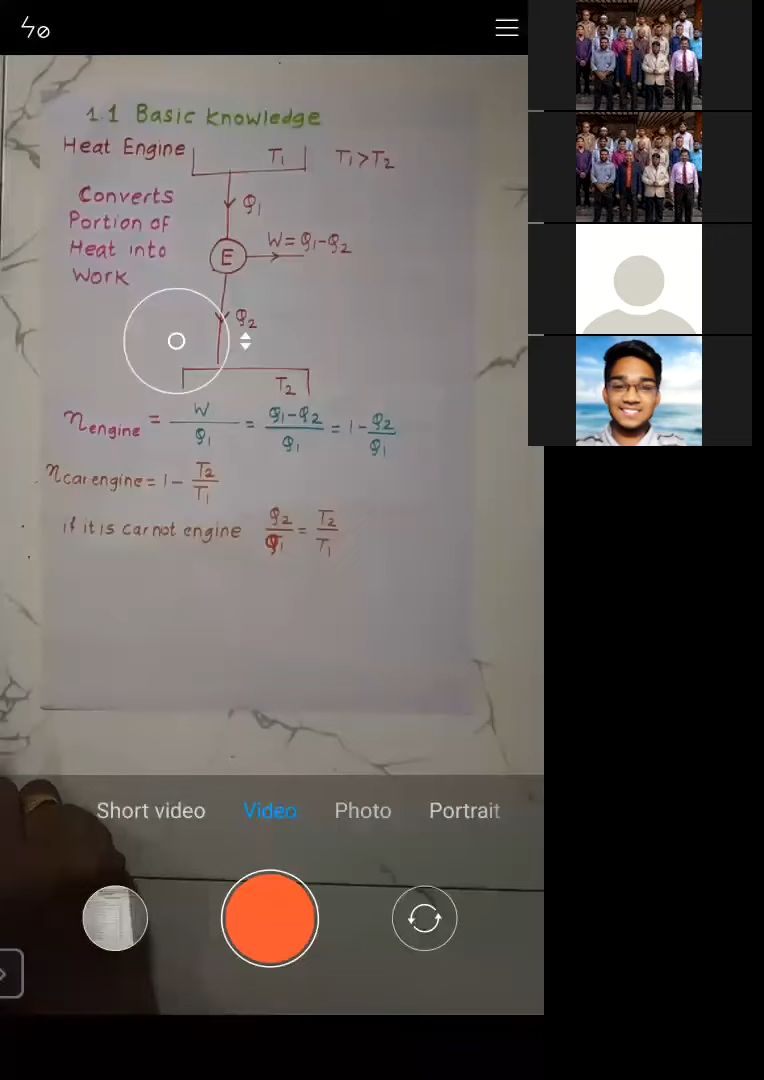 1.1 Basic knowledge
Heat Engine
T1
T1>T2
Converts
Portion of
Heat into
Work
Q1
E
W=Q1-Q2
Q2
T2
ηengine = W/Q1 = Q1-Q2/Q1 = 1-Q2/Q1
ηcarengine=1-T2/T1
if it is carnot engine Q2/Q1=T2/T1
Short video Video Photo Portrait